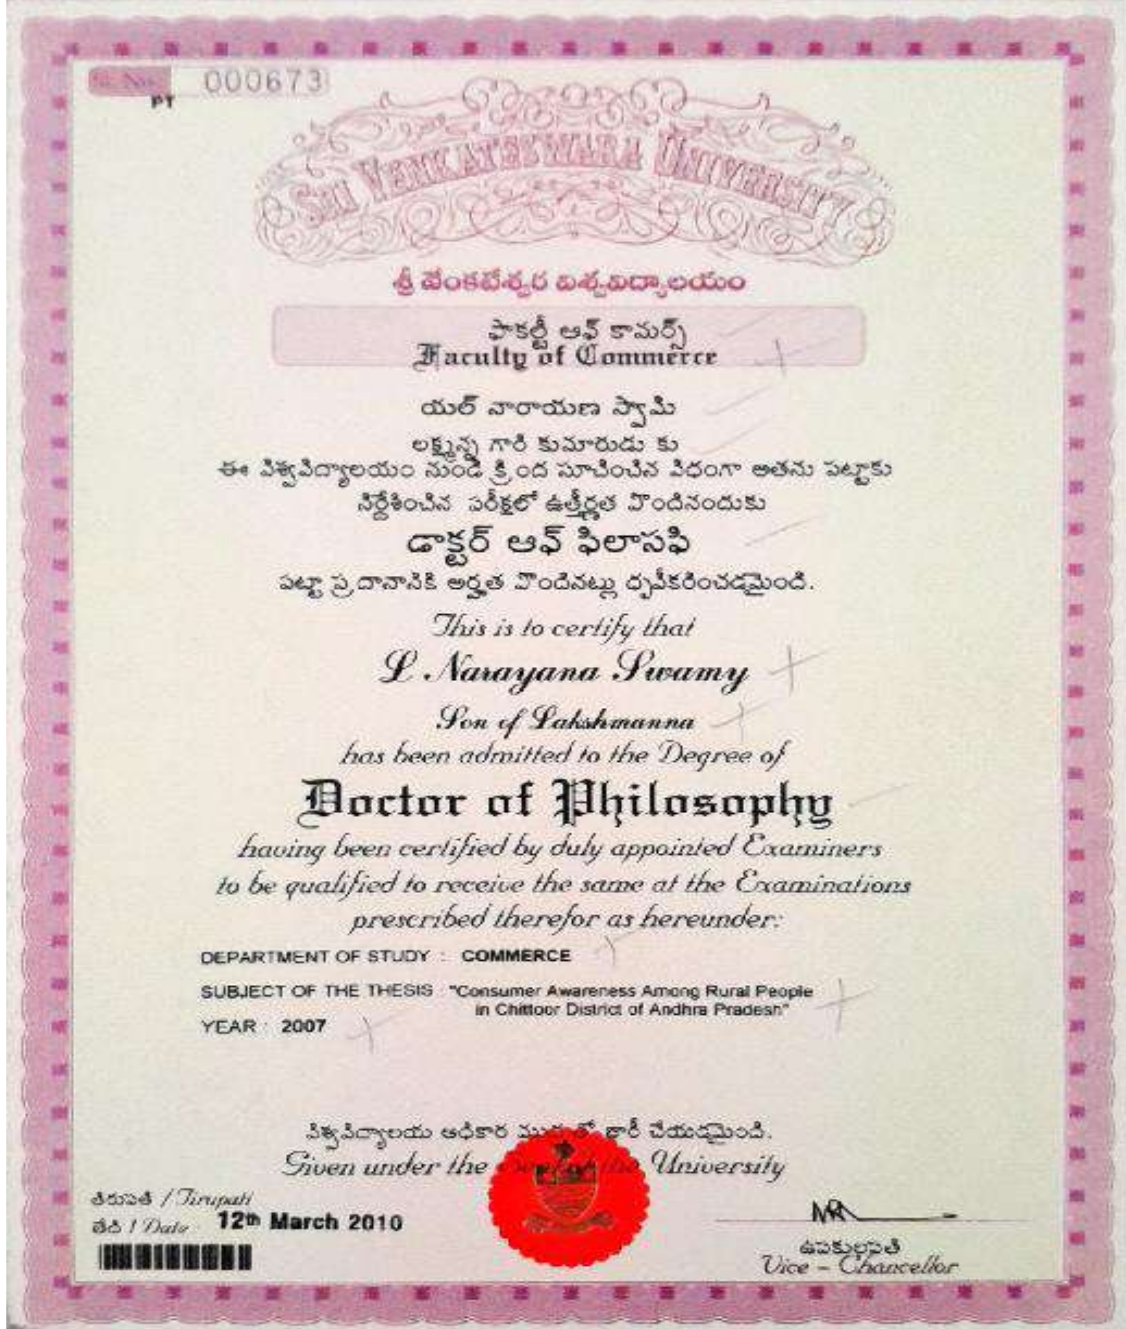 Sl. No.
PT 000673
SRI VENKATESWARA UNIVERSITY
శ్రీ వేంకటేశ్వర విశ్వవిద్యాలయం
ఫాకల్టీ ఆఫ్ కామర్స్
Faculty of Commerce
యల్ నారాయణ స్వామి
లక్ష్మన్న గారి కుమారుడు కు
ఈ విశ్వవిద్యాలయం నుండి క్రింద సూచించిన విధంగా అతను పట్టాకు
నిర్దేశించిన పరీక్షలో ఉత్తీర్ణత పొందినందుకు
డాక్టర్ ఆఫ్ ఫిలాసఫి
పట్టా ప్రదానానికి అర్హత పొందినట్లు ధృవీకరించడమైంది.
This is to certify that
L Narayana Swamy
Son of Lakshmanna
has been admitted to the Degree of
Doctor of Philosophy
having been certified by duly appointed Examiners
to be qualified to receive the same at the Examinations
prescribed therefor as hereunder:
DEPARTMENT OF STUDY : COMMERCE
SUBJECT OF THE THESIS "Consumer Awareness Among Rural People
in Chittoor District of Andhra Pradesh"
YEAR : 2007
విశ్వవిద్యాలయ అధికార జారీ చేయడమైంది.
Given under the Seal of the University
తిరుపతి / Tirupati
తేది / Date : 12th March 2010
ఉపకులపతి
Vice - Chancellor